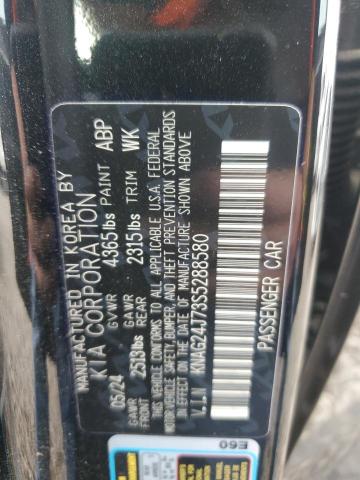 MANUFACTURED IN KOREA BY
KIA CORPORATION
05/24 GVWR 4365lbs PAINT ABP
GAWR FRONT 2513lbs GAWR REAR 2315lbs TRIM WK
THIS VEHICLE CONFORMS TO ALL APPLICABLE U.S.A. FEDERAL
MOTOR VEHICLE SAFETY, BUMPER, AND THEFT PREVENTION STANDARDS
IN EFFECT ON THE DATE OF MANUFACTURE SHOWN ABOVE
V.I.N KNAG24J78S5288580
PASSENGER CAR
E60